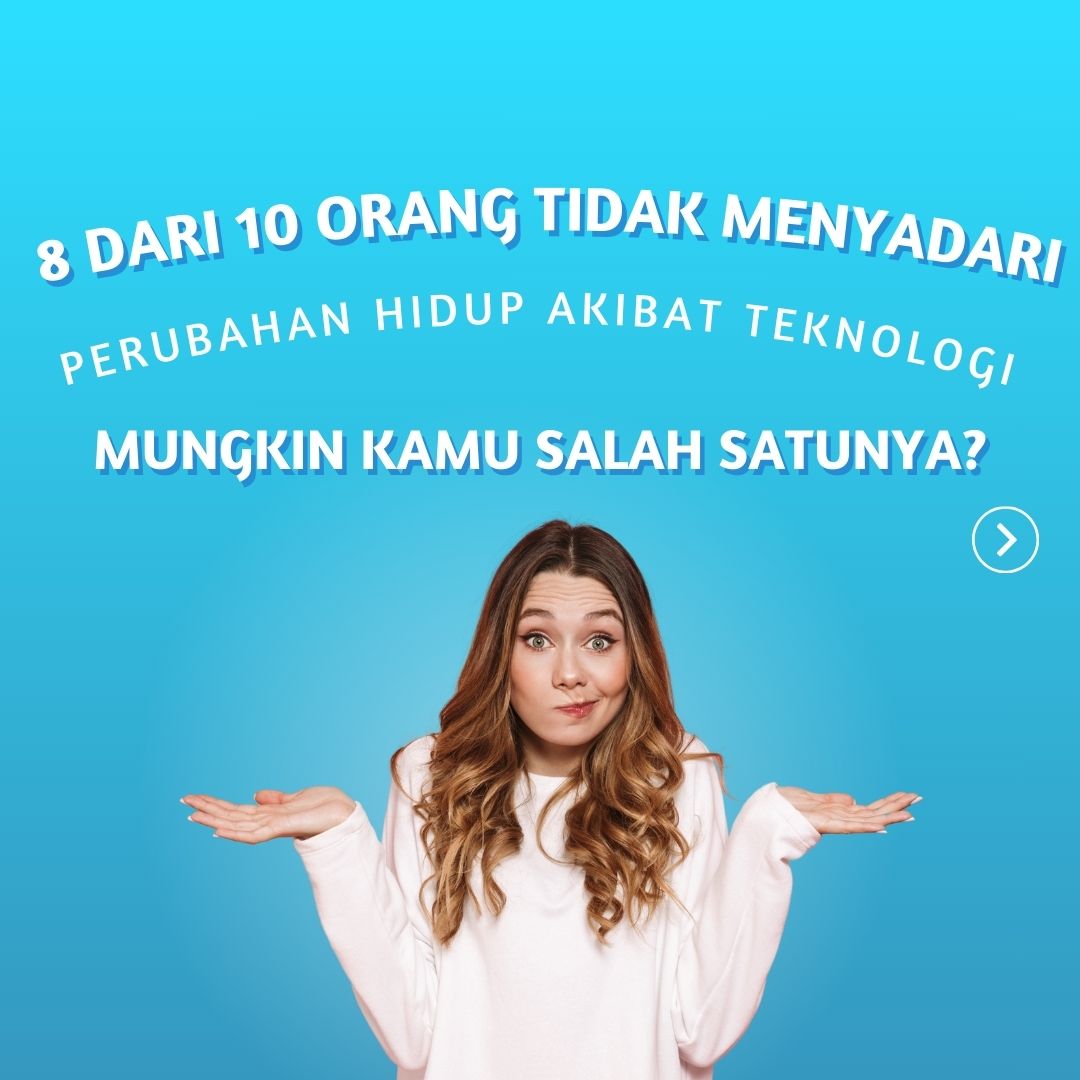 8 DARI 10 ORANG TIDAK MENYADARI
PERUBAHAN HIDUP AKIBAT TEKNOLOGI
MUNGKIN KAMU SALAH SATUNYA?